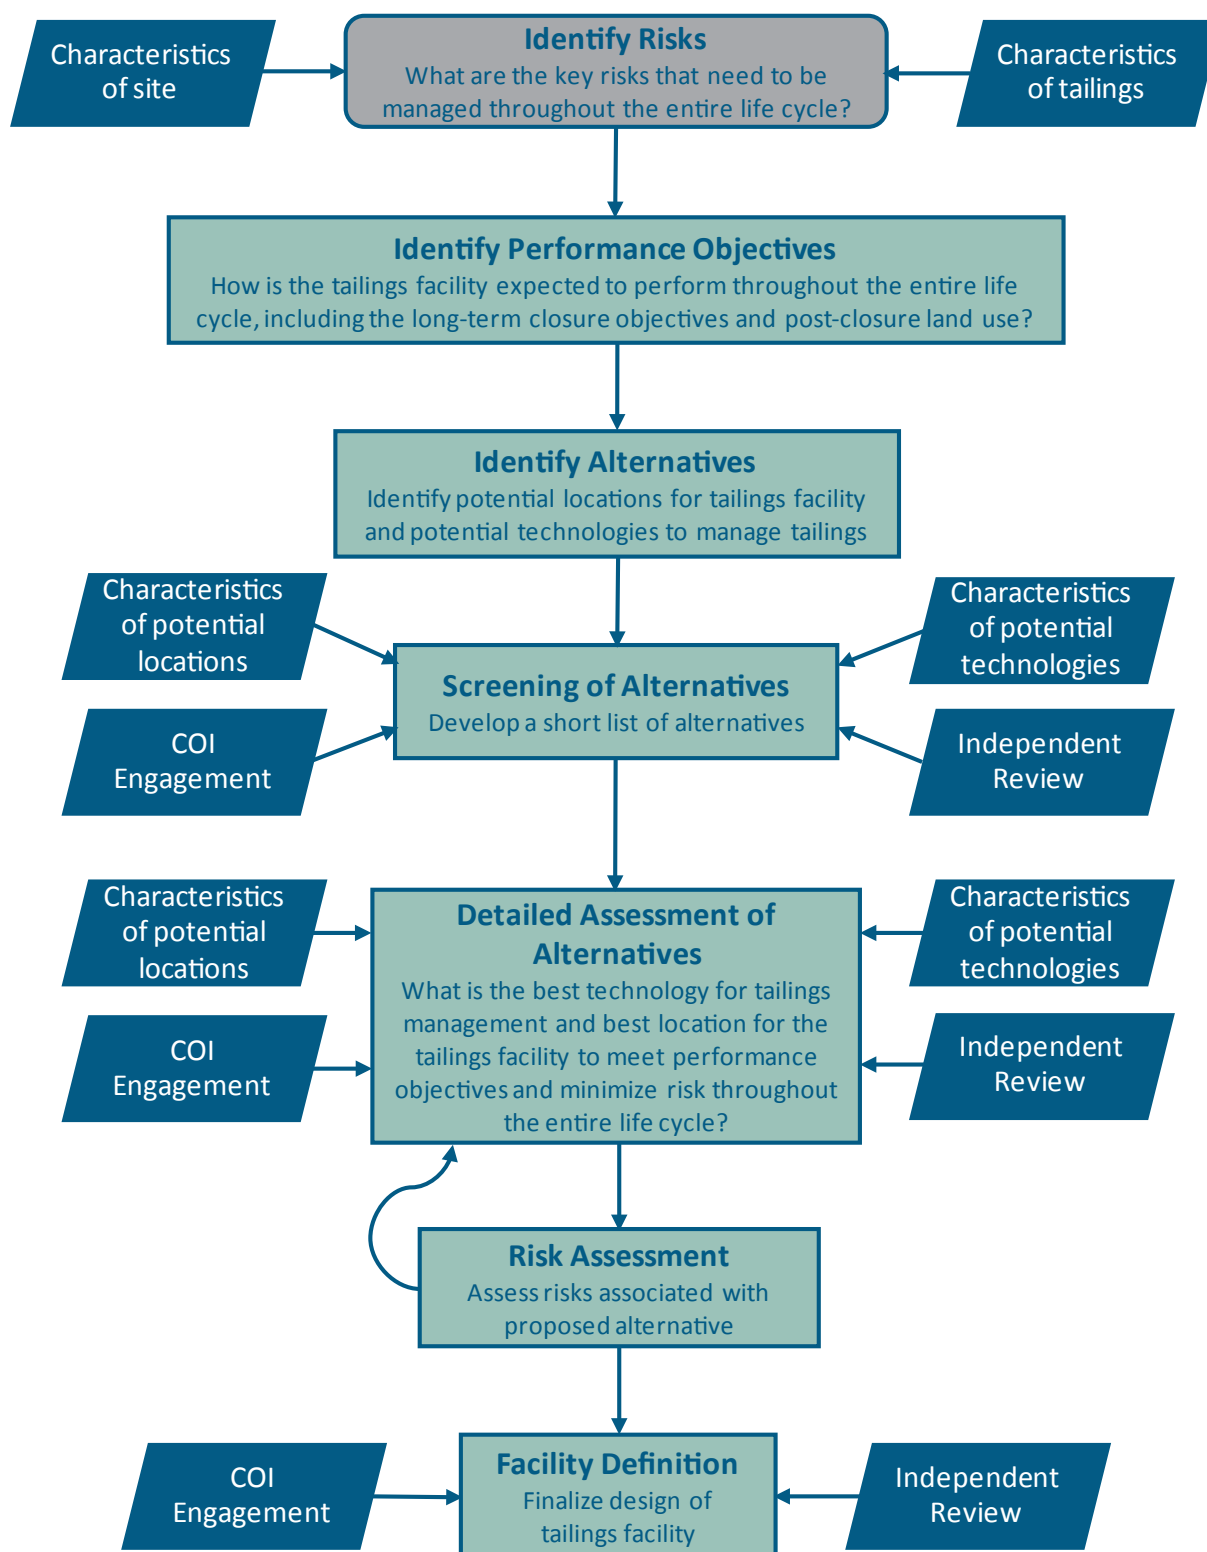 Characteristics
of site
Identify Risks
What are the key risks that need to be
managed throughout the entire life cycle?
Characteristics
of tailings
Identify Performance Objectives
How is the tailings facility expected to perform throughout the entire life
cycle, including the long-term closure objectives and post-closure land use?
Identify Alternatives
Identify potential locations for tailings facility
and potential technologies to manage tailings
Characteristics
of potential
locations
Characteristics
of potential
technologies
Screening of Alternatives
Develop a short list of alternatives
COI
Engagement
Independent
Review
Characteristics
of potential
locations
Detailed Assessment of
Alternatives
What is the best technology for tailings
management and best location for the
tailings facility to meet performance
objectives and minimize risk throughout
the entire life cycle?
Characteristics
of potential
technologies
COI
Engagement
Independent
Review
Risk Assessment
Assess risks associated with
proposed alternative
COI
Engagement
Facility Definition
Finalize design of
tailings facility
Independent
Review